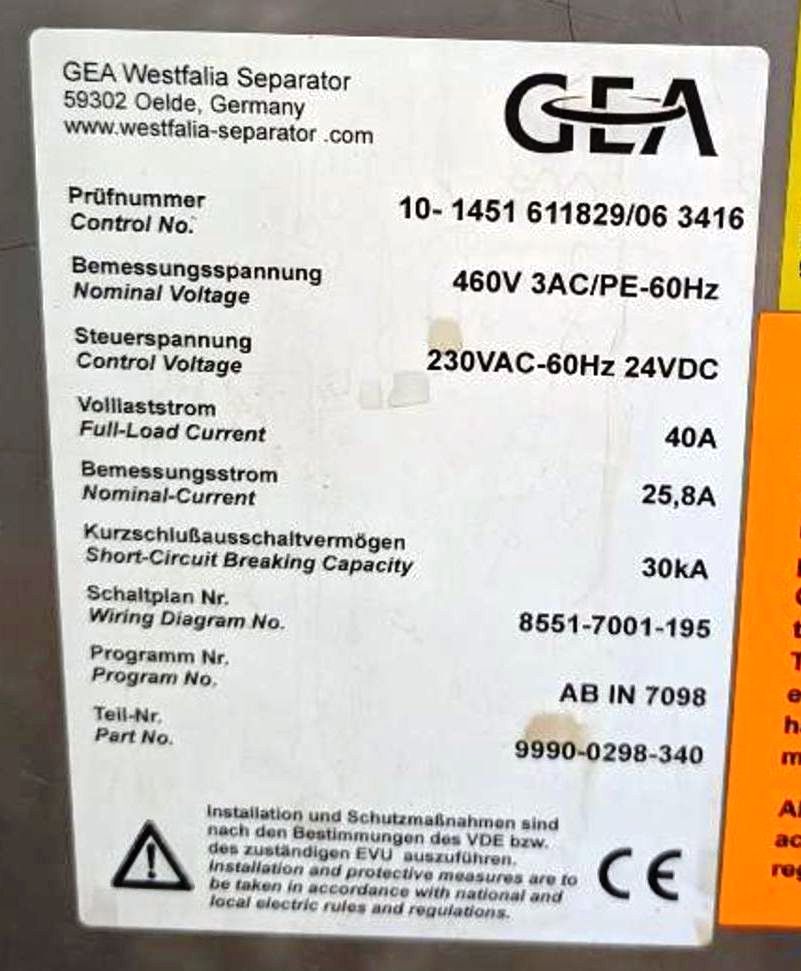 GEA Westfalia Separator
59302 Oelde, Germany
www.westfalia-separator .com
GEA
Prüfnummer
Control No.
10- 1451 611829/06 3416
Bemessungsspannung
Nominal Voltage
460V 3AC/PE-60Hz
Steuerspannung
Control Voltage
230VAC-60Hz 24VDC
Volllaststrom
Full-Load Current
40A
Bemessungsstrom
Nominal-Current
25,8A
Kurzschlußausschaltvermögen
Short-Circuit Breaking Capacity
30kA
Schaltplan Nr.
Wiring Diagram No.
8551-7001-195
Programm Nr.
Program No.
AB IN 7098
Teil-Nr.
Part No.
9990-0298-340
Installation und Schutzmaßnahmen sind
nach den Bestimmungen des VDE bzw.
des zuständigen EVU auszuführen.
Installation and protective measures are to
be taken in accordance with national and
local electric rules and regulations.
CE